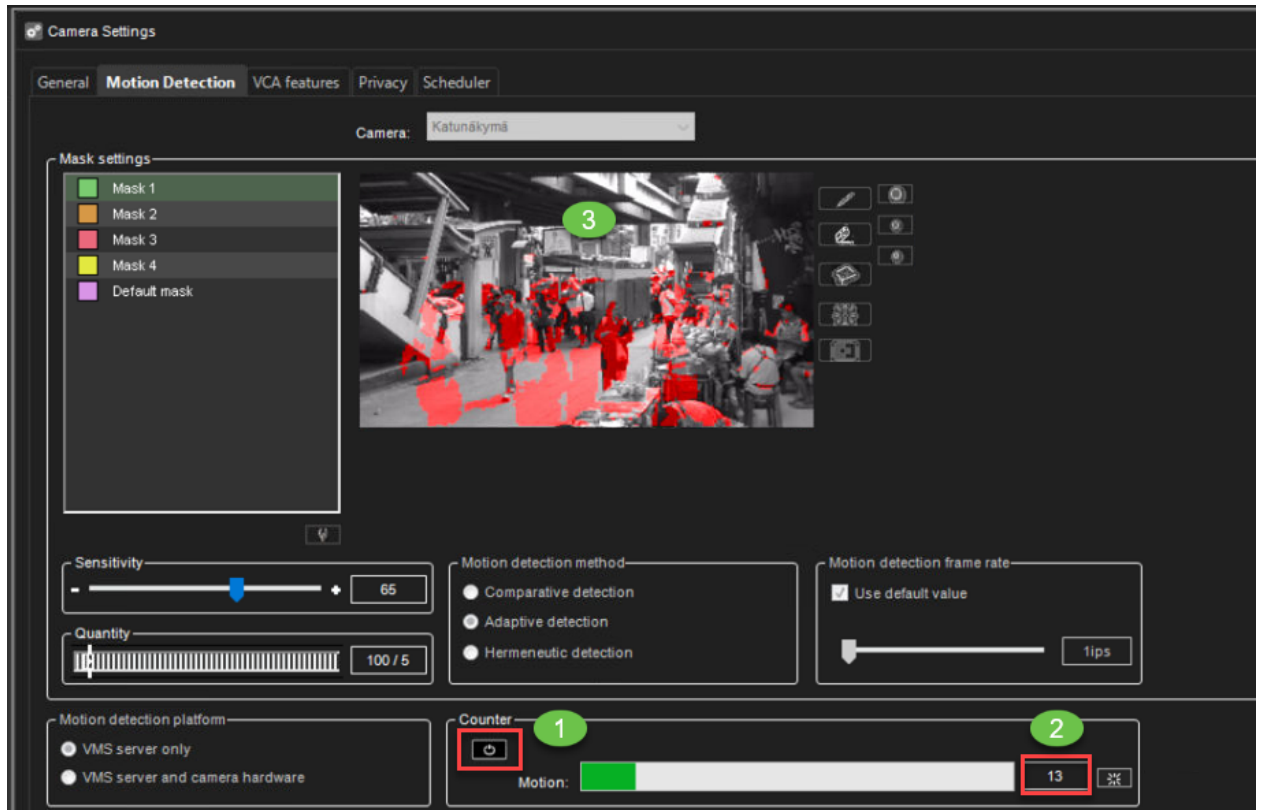 Camera Settings
General Motion Detection VCA features Privacy Scheduler
Camera: Katunäkymä
Mask settings
Mask 1
Mask 2
Mask 3
Mask 4
Default mask
3
Sensitivity
- + 65
Quantity
100 / 5
Motion detection method
Comparative detection
Adaptive detection
Hermeneutic detection
Motion detection frame rate
Use default value
1ips
Motion detection platform
VMS server only
VMS server and camera hardware
Counter
1
2
Motion: 13